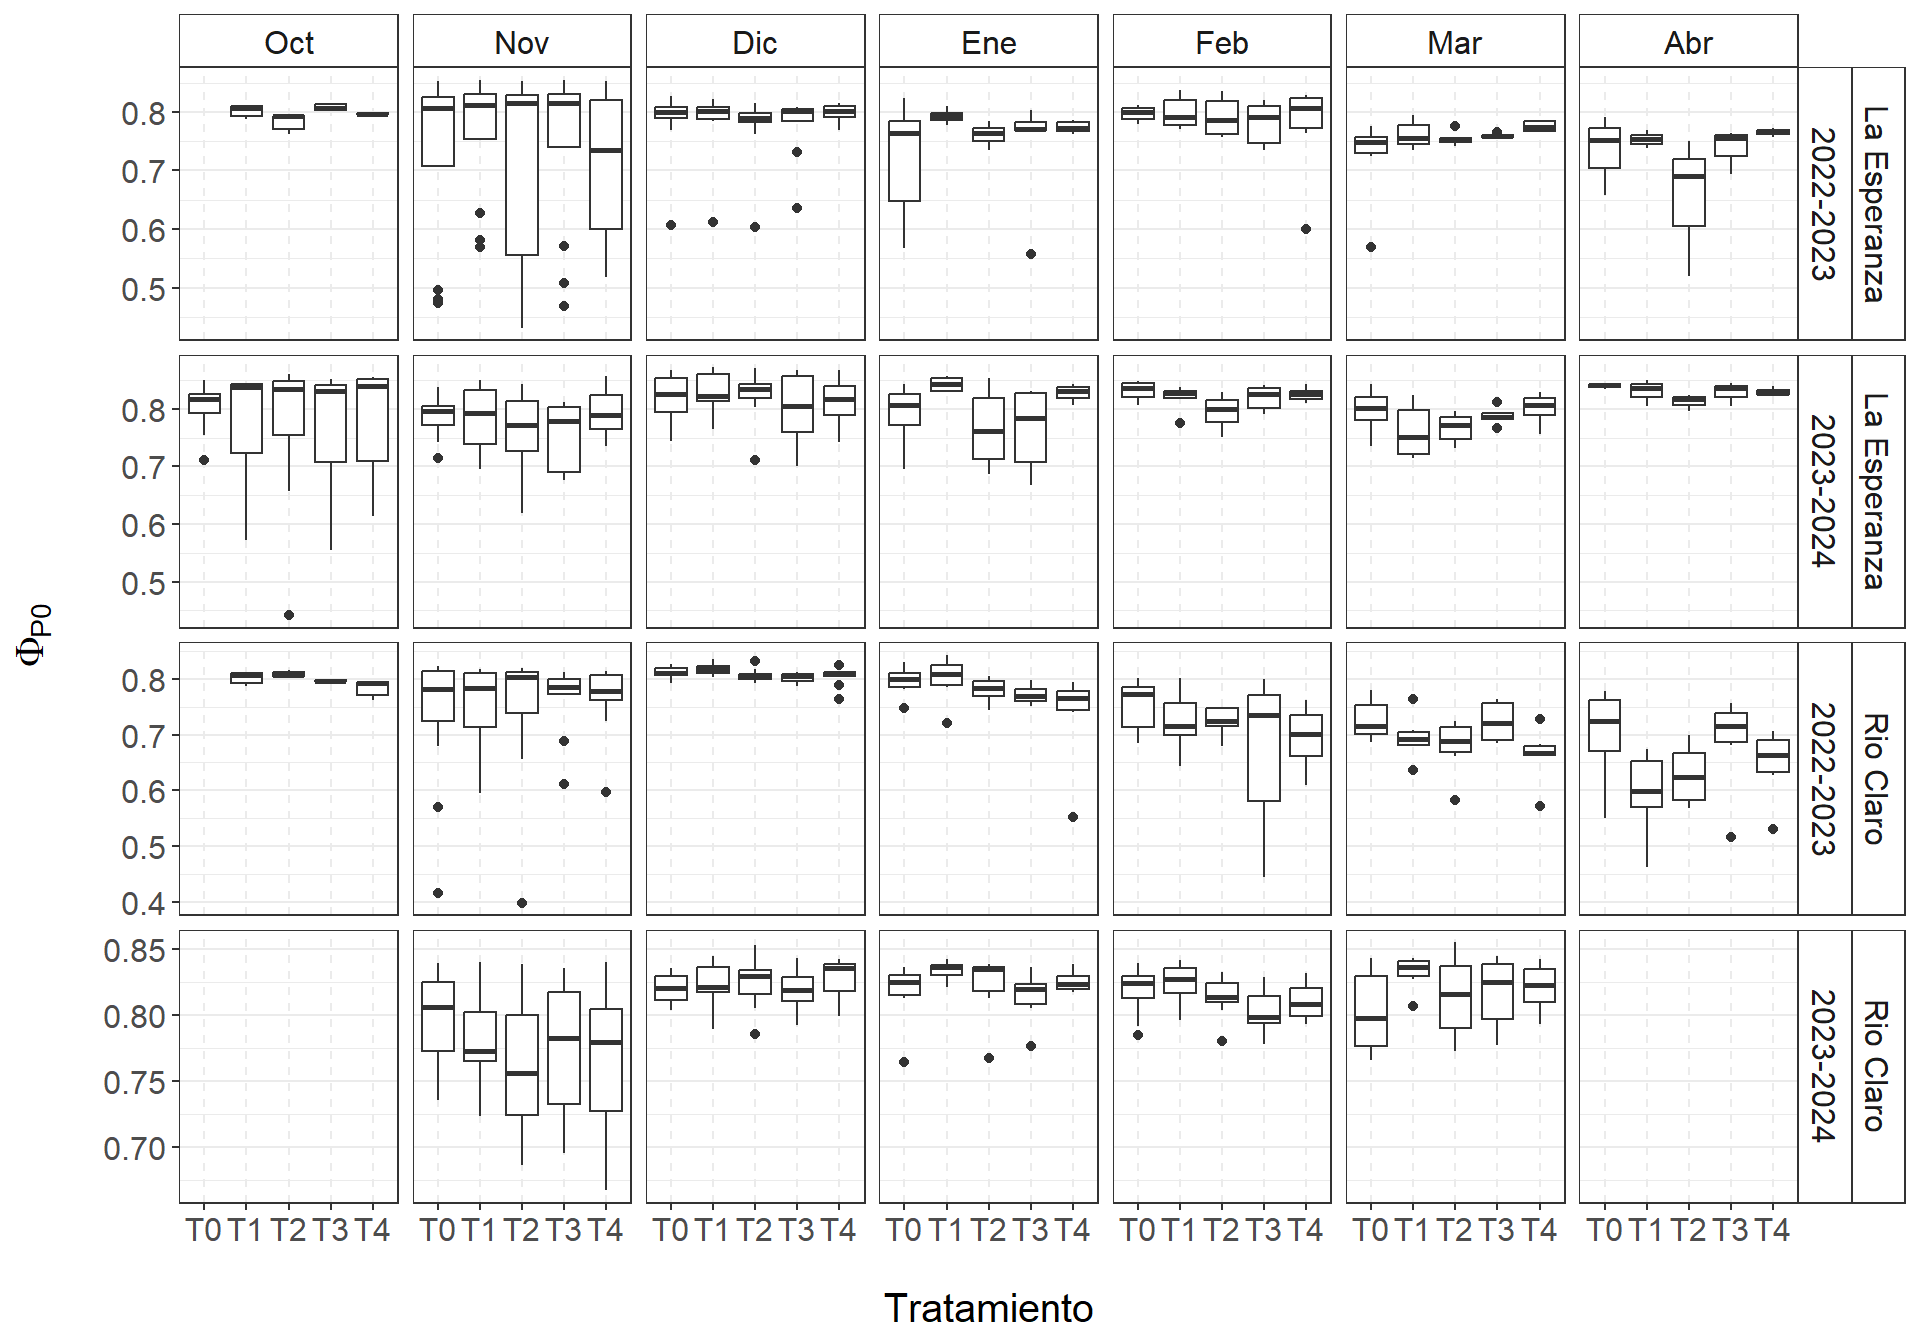 Oct Nov Dic Ene Feb Mar Abr
0.8
0.7
0.6
0.5
La Esperanza
2022-2023
0.8
0.7
0.6
0.5
La Esperanza
2023-2024
0.8
0.7
0.6
0.5
0.4
Rio Claro
2022-2023
0.85
0.80
0.75
0.70
Rio Claro
2023-2024
ΦP0
T0 T1 T2 T3 T4 T0 T1 T2 T3 T4 T0 T1 T2 T3 T4 T0 T1 T2 T3 T4 T0 T1 T2 T3 T4 T0 T1 T2 T3 T4 T0 T1 T2 T3 T4
Tratamiento